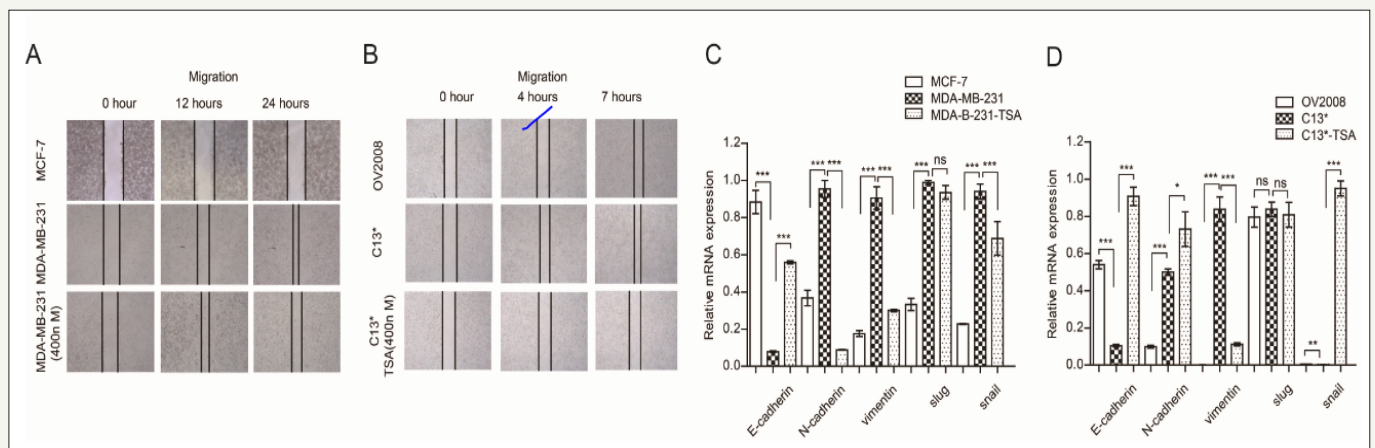 A
Migration
0 hour 12 hours 24 hours
MCF-7
MDA-MB-231
MDA-MB-231
(400n M)
B
Migration
0 hour 4 hours 7 hours
OV2008
C13*
C13*
TSA(400n M)
C
MCF-7
MDA-MB-231
MDA-B-231-TSA
Relative mRNA expression
1.2
1.0
0.8
0.6
0.4
0.2
0.0
*** *** *** *** *** *** *** ns *** ***
E-cadherin N-cadherin vimentin slug snail
D
OV2008
C13*
C13*-TSA
Relative mRNA expression
1.2
1.0
0.8
0.6
0.4
0.2
0.0
*** *** *** * *** *** ns ns ** ***
E-cadherin N-cadherin vimentin slug snail